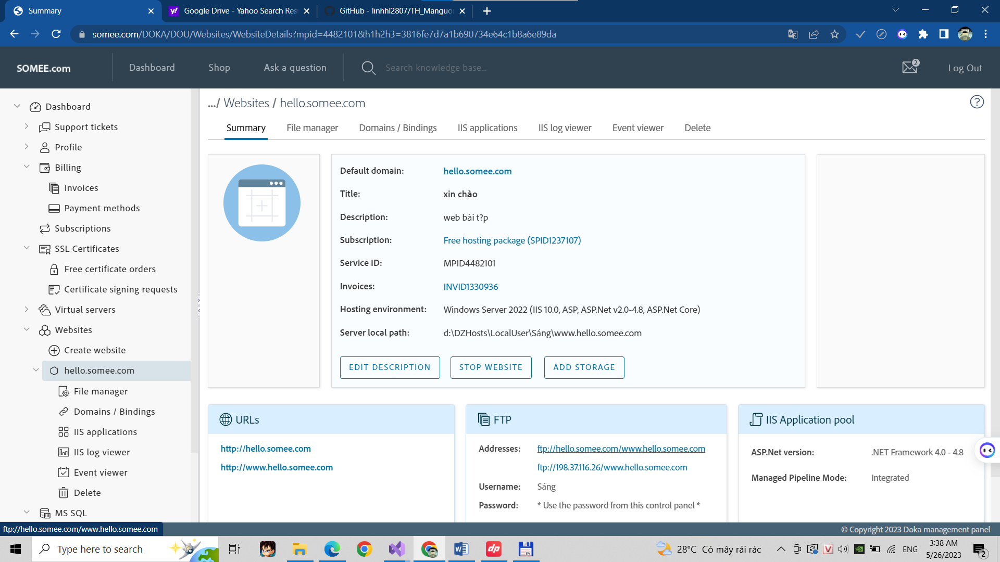 Summary
Google Drive - Yahoo Search Res
GitHub - linhhl2807/TH_Manguo
somee.com/DOKA/DOU/Websites/WebsiteDetails?mpid=4482101&h1h2h3=3816fe7d7a1b690734e64c1b8a6e89da
SOMEE.com
Dashboard
Shop
Ask a question
Search knowledge base...
2
Log Out
Dashboard
Support tickets
Profile
Billing
Invoices
Payment methods
Subscriptions
SSL Certificates
Free certificate orders
Certificate signing requests
Virtual servers
Websites
Create website
hello.somee.com
File manager
Domains / Bindings
IIS applications
IIS log viewer
Event viewer
Delete
MS SQL
.../ Websites / hello.somee.com
Summary
File manager
Domains / Bindings
IIS applications
IIS log viewer
Event viewer
Delete
Default domain: hello.somee.com
Title: xin chào
Description: web bài t?p
Subscription: Free hosting package (SPID1237107)
Service ID: MPID4482101
Invoices: INVID1330936
Hosting environment: Windows Server 2022 (IIS 10.0, ASP, ASP.Net v2.0-4.8, ASP.Net Core)
Server local path: d:\DZHosts\LocalUser\Sáng\www.hello.somee.com
EDIT DESCRIPTION
STOP WEBSITE
ADD STORAGE
URLs
http://hello.somee.com
http://www.hello.somee.com
FTP
Addresses: ftp://hello.somee.com/www.hello.somee.com
ftp://198.37.116.26/www.hello.somee.com
Username: Sáng
Password: * Use the password from this control panel *
IIS Application pool
ASP.Net version: .NET Framework 4.0 - 4.8
Managed Pipeline Mode: Integrated
ftp://hello.somee.com/www.hello.somee.com
© Copyright 2023 Doka management panel
Type here to search
28°C Có mây rải rác
ENG
3:38 AM
5/26/2023
2